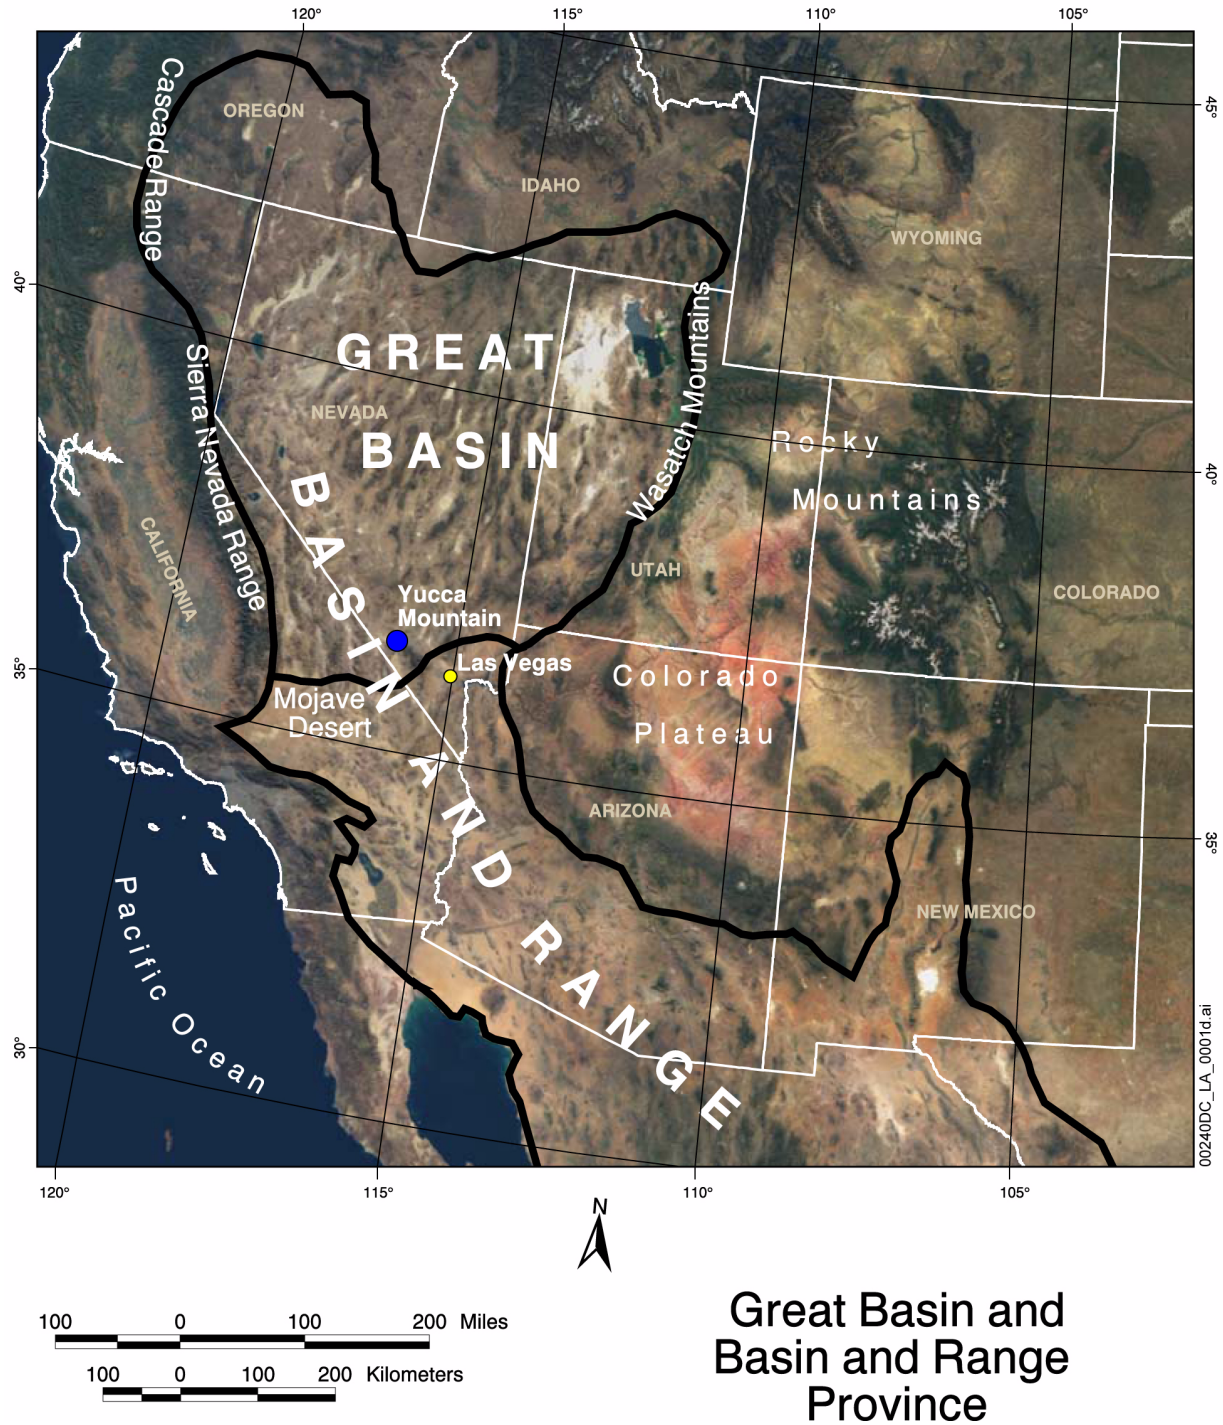 120°
115°
110°
105°
45°
Cascade Range
OREGON
IDAHO
WYOMING
40°
GREAT
BASIN
NEVADA
Sierra Nevada Range
Wasatch Mountains
Rocky
Mountains
40°
CALIFORNIA
BASIN AND RANGE
Yucca
Mountain
UTAH
COLORADO
35°
Las Vegas
Colorado
Plateau
Mojave
Desert
ARIZONA
35°
NEW MEXICO
Pacific Ocean
30°
00240DC_LA_0001d.ai
120°
115°
110°
105°
N
100 0 100 200 Miles
100 0 100 200 Kilometers
Great Basin and
Basin and Range
Province